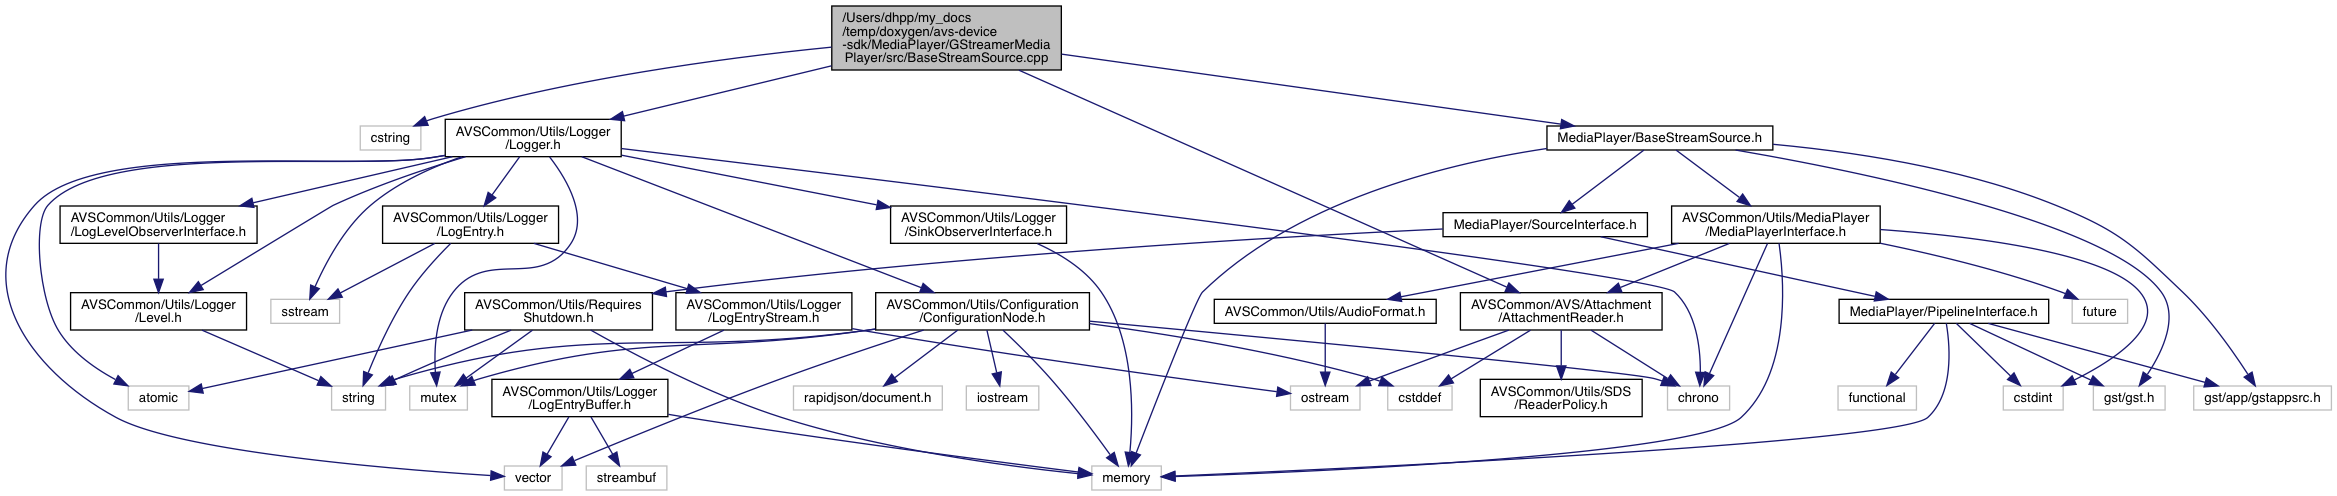 /Users/dhpp/my_docs
/temp/doxygen/avs-device
-sdk/MediaPlayer/GStreamerMedia
Player/src/BaseStreamSource.cpp
cstring
AVSCommon/Utils/Logger
/Logger.h
MediaPlayer/BaseStreamSource.h
AVSCommon/Utils/Logger
/LogLevelObserverInterface.h
AVSCommon/Utils/Logger
/LogEntry.h
AVSCommon/Utils/Logger
/SinkObserverInterface.h
MediaPlayer/SourceInterface.h
AVSCommon/Utils/MediaPlayer
/MediaPlayerInterface.h
AVSCommon/Utils/Logger
/Level.h
sstream
AVSCommon/Utils/Requires
Shutdown.h
AVSCommon/Utils/Logger
/LogEntryStream.h
AVSCommon/Utils/Configuration
/ConfigurationNode.h
AVSCommon/Utils/AudioFormat.h
AVSCommon/AVS/Attachment
/AttachmentReader.h
MediaPlayer/PipelineInterface.h
future
atomic
string
mutex
AVSCommon/Utils/Logger
/LogEntryBuffer.h
rapidjson/document.h
iostream
ostream
cstddef
AVSCommon/Utils/SDS
/ReaderPolicy.h
chrono
functional
cstdint
gst/gst.h
gst/app/gstappsrc.h
vector
streambuf
memory